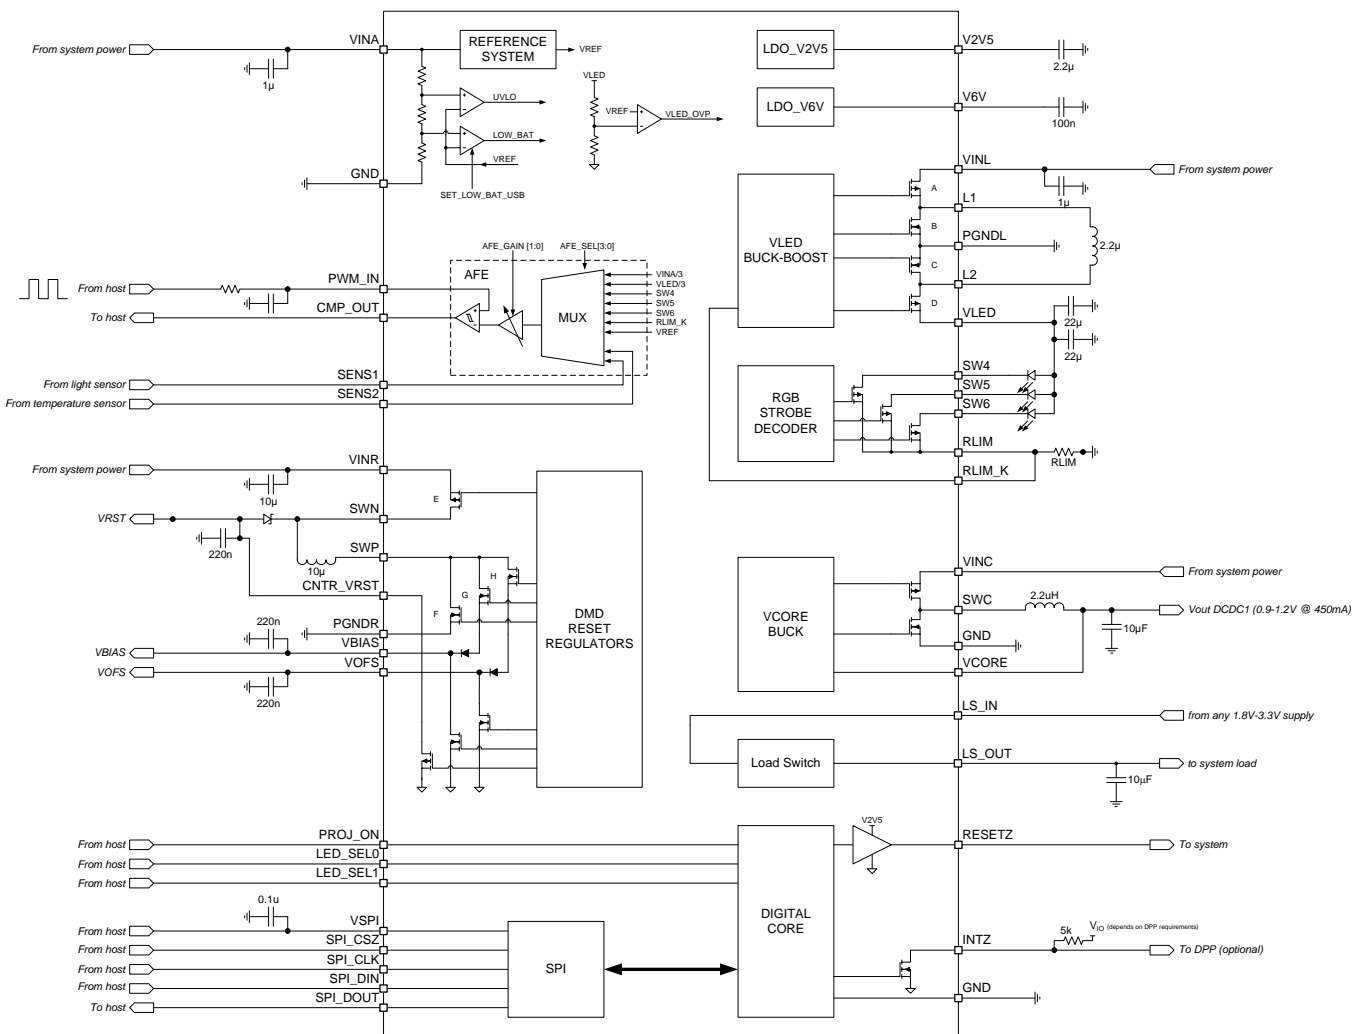 From system power
VINA
1µ
REFERENCE
SYSTEM
VREF
UVLO
LOW_BAT
VREF
SET_LOW_BAT_USB
GND
VLED
VREF
VLED_OVP
LDO_V2V5
V2V5
2.2µ
LDO_V6V
V6V
100n
VINL
From system power
1µ
A
L1
B
PGNDL
2.2µ
C
L2
D
VLED
VLED
BUCK-BOOST
22µ
22µ
From host
PWM_IN
To host
CMP_OUT
AFE_GAIN [1:0]
AFE_SEL[3:0]
AFE
MUX
VINA/3
VLED/3
SW4
SW5
SW6
RLIM_K
VREF
From light sensor
SENS1
From temperature sensor
SENS2
RGB
STROBE
DECODER
SW4
SW5
SW6
RLIM
RLIM
RLIM_K
From system power
VINR
10µ
E
VRST
SWN
220n
SWP
10µ
CNTR_VRST
H
G
F
DMD
RESET
REGULATORS
PGNDR
220n
VBIAS
VBIAS
VOFS
VOFS
220n
VCORE
BUCK
VINC
From system power
SWC
2.2uH
Vout DCDC1 (0.9-1.2V @ 450mA)
10µF
GND
VCORE
LS_IN
from any 1.8V-3.3V supply
Load Switch
LS_OUT
to system load
10µF
From host
PROJ_ON
From host
LED_SEL0
From host
LED_SEL1
V2V5
RESETZ
To system
DIGITAL
CORE
0.1u
From host
VSPI
From host
SPI_CSZ
From host
SPI_CLK
From host
SPI_DIN
To host
SPI_DOUT
SPI
INTZ
5k
VIO (depends on DPP requirements)
To DPP (optional)
GND